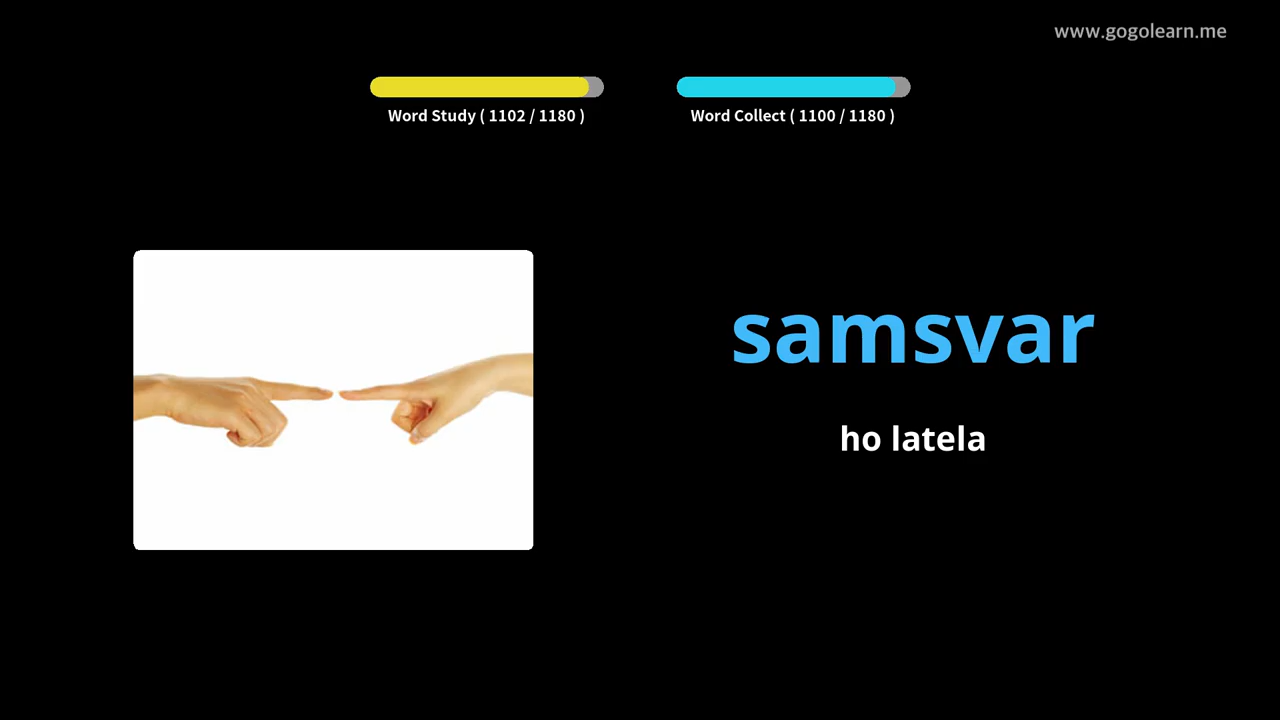 www.gogolearn.me
Word Study ( 1102 / 1180 )
Word Collect ( 1100 / 1180 )
samsvar
ho latela